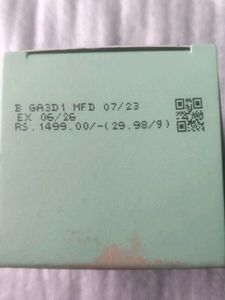 B GA3D1 MFD 07/23
EX 06/26
RS.1499.00/-(29.98/g)